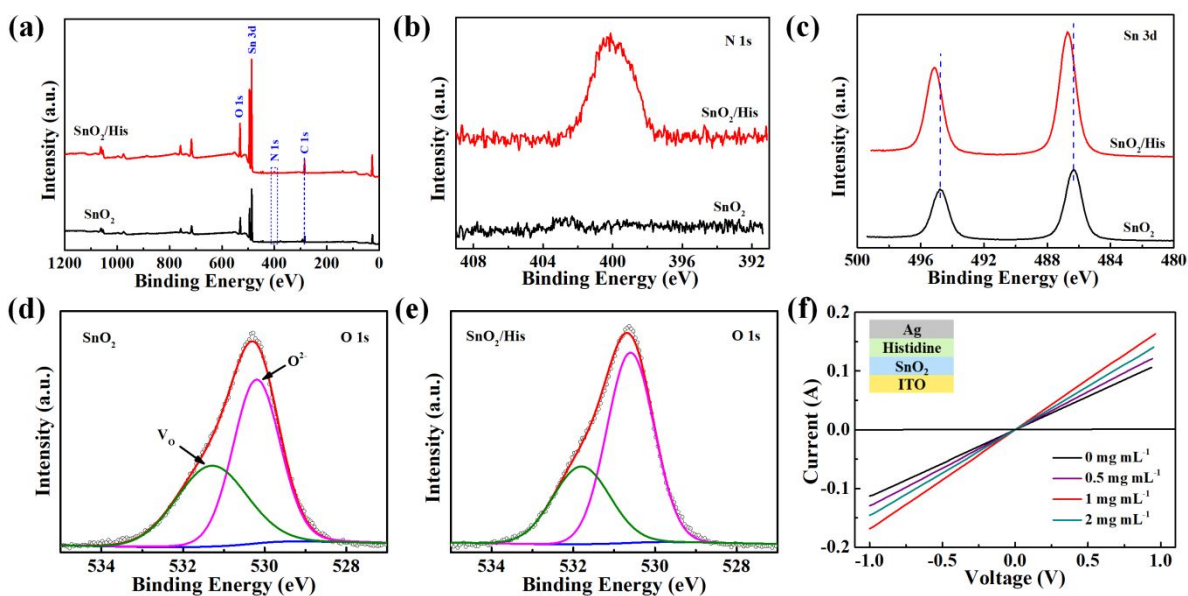 (a)
Intensity (a.u.)
SnO2/His
SnO2
O 1s
Sn 3d
N 1s
C 1s
1200 1000 800 600 400 200 0
Binding Energy (eV)
(b)
Intensity (a.u.)
N 1s
SnO2/His
SnO2
408 404 400 396 392
Binding Energy (eV)
(c)
Intensity (a.u.)
Sn 3d
SnO2/His
SnO2
500 496 492 488 484 480
Binding Energy (eV)
(d)
Intensity (a.u.)
SnO2
O 1s
O2-
VO
534 532 530 528
Binding Energy (eV)
(e)
Intensity (a.u.)
SnO2/His
O 1s
534 532 530 528
Binding Energy (eV)
(f)
Current (A)
0.2
0.1
0.0
-0.1
-0.2
Ag
Histidine
SnO2
ITO
0 mg mL-1
0.5 mg mL-1
1 mg mL-1
2 mg mL-1
-1.0 -0.5 0.0 0.5 1.0
Voltage (V)